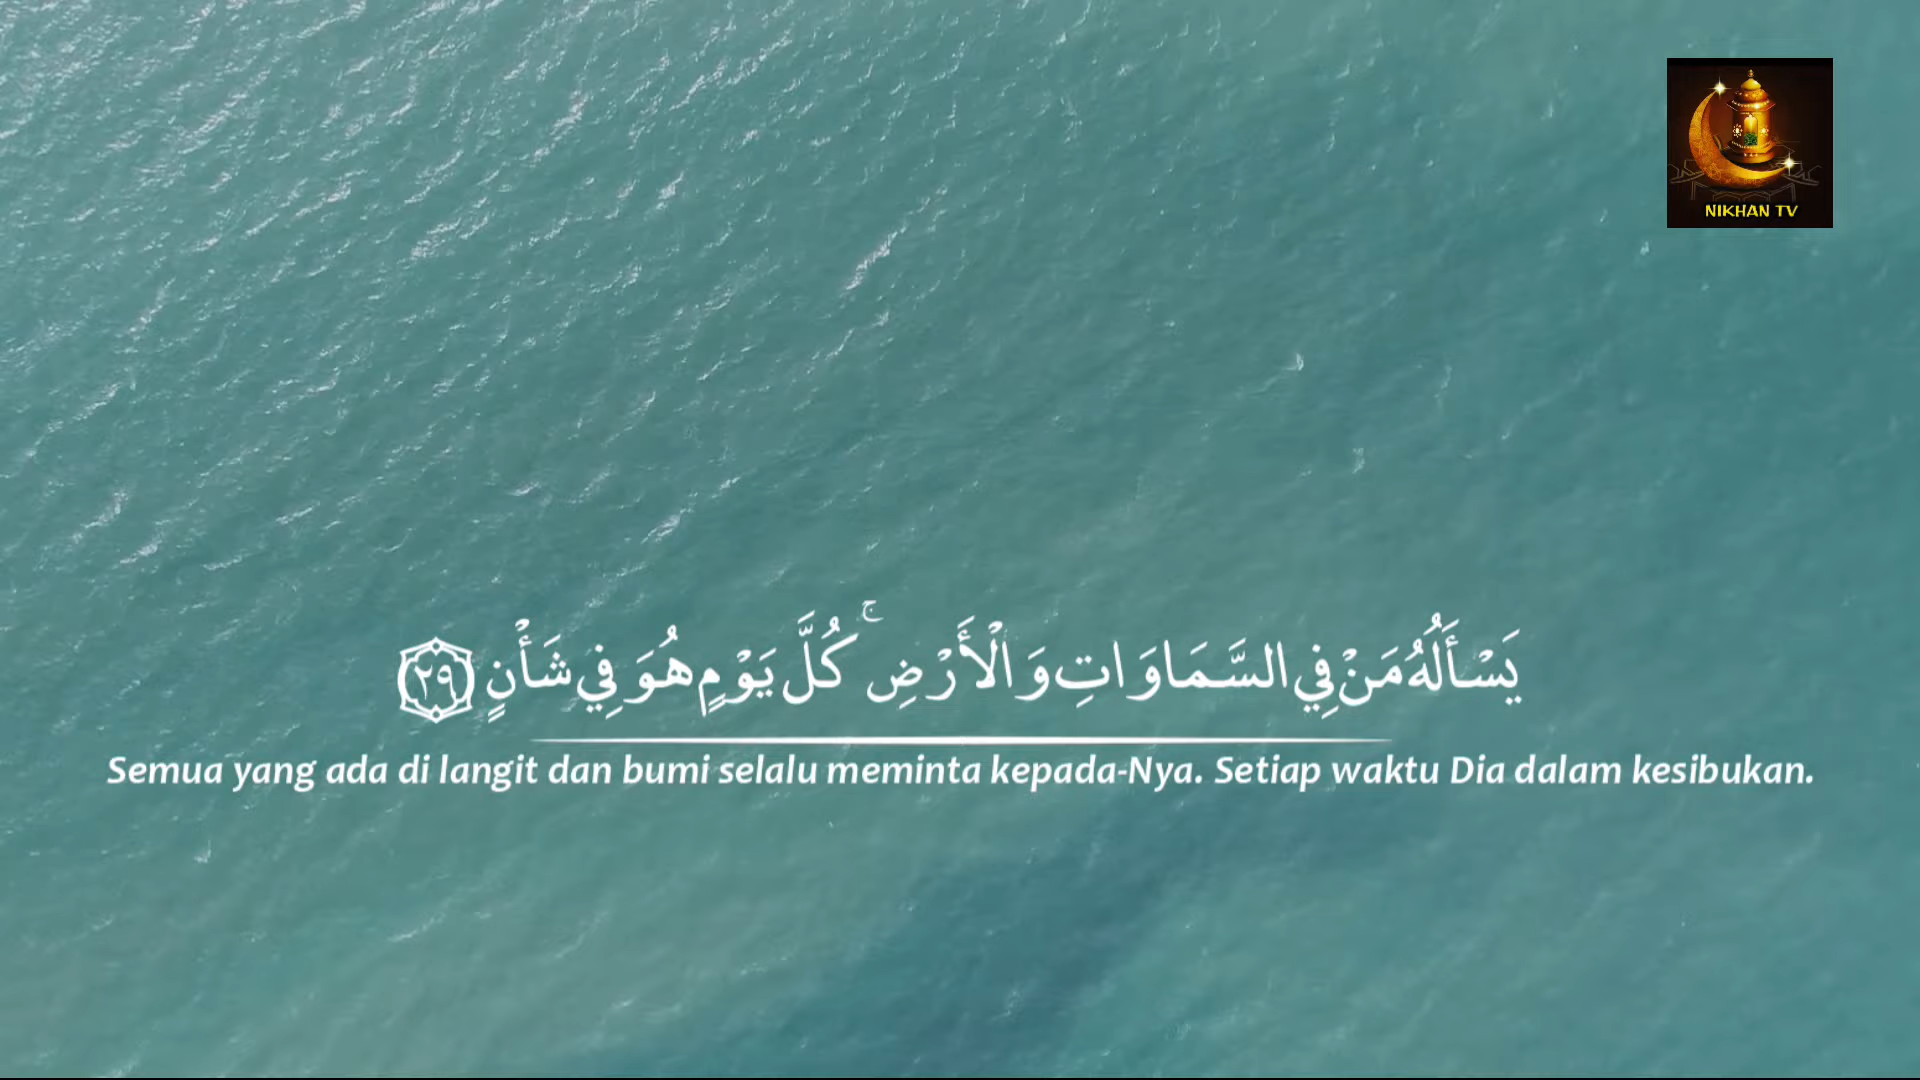 NIKHAN TV
يَسْأَلُهُ مَنْ فِي السَّمَاوَاتِ وَالْأَرْضِ ۚ كُلَّ يَوْمٍ هُوَ فِي شَأْنٍ ﴿٢٩﴾
Semua yang ada di langit dan bumi selalu meminta kepada-Nya. Setiap waktu Dia dalam kesibukan.